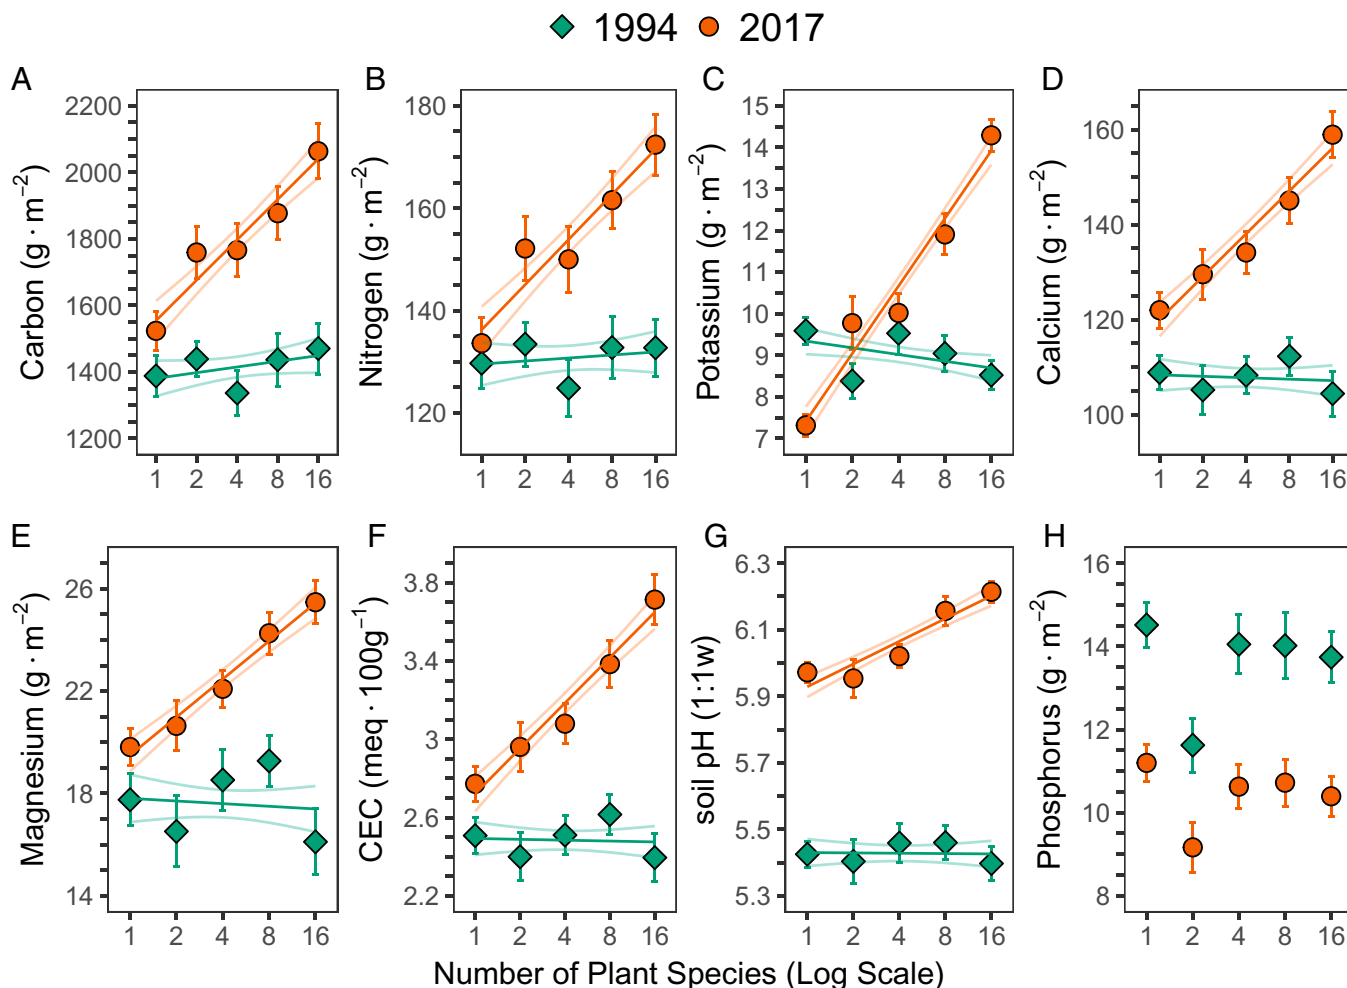 1994 2017
A B C D
Carbon (g · m⁻²)
2200
2000
1800
1600
1400
1200
1 2 4 8 16
Nitrogen (g · m⁻²)
180
160
140
120
1 2 4 8 16
Potassium (g · m⁻²)
15
14
13
12
11
10
9
8
7
1 2 4 8 16
Calcium (g · m⁻²)
160
140
120
100
1 2 4 8 16
E F G H
Magnesium (g · m⁻²)
26
22
18
14
1 2 4 8 16
CEC (meq · 100g⁻¹)
3.8
3.4
3
2.6
2.2
1 2 4 8 16
soil pH (1:1w)
6.3
6.1
5.9
5.7
5.5
5.3
1 2 4 8 16
Phosphorus (g · m⁻²)
16
14
12
10
8
1 2 4 8 16
Number of Plant Species (Log Scale)